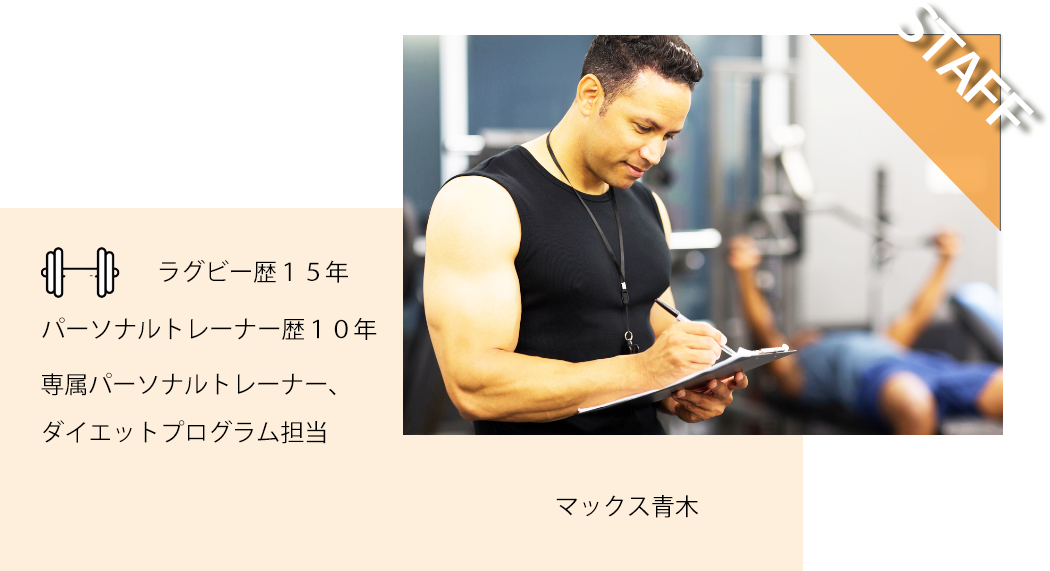 STAFF
ラグビー歴１５年
パーソナルトレーナー歴１０年
専属パーソナルトレーナー、
ダイエットプログラム担当
マックス青木